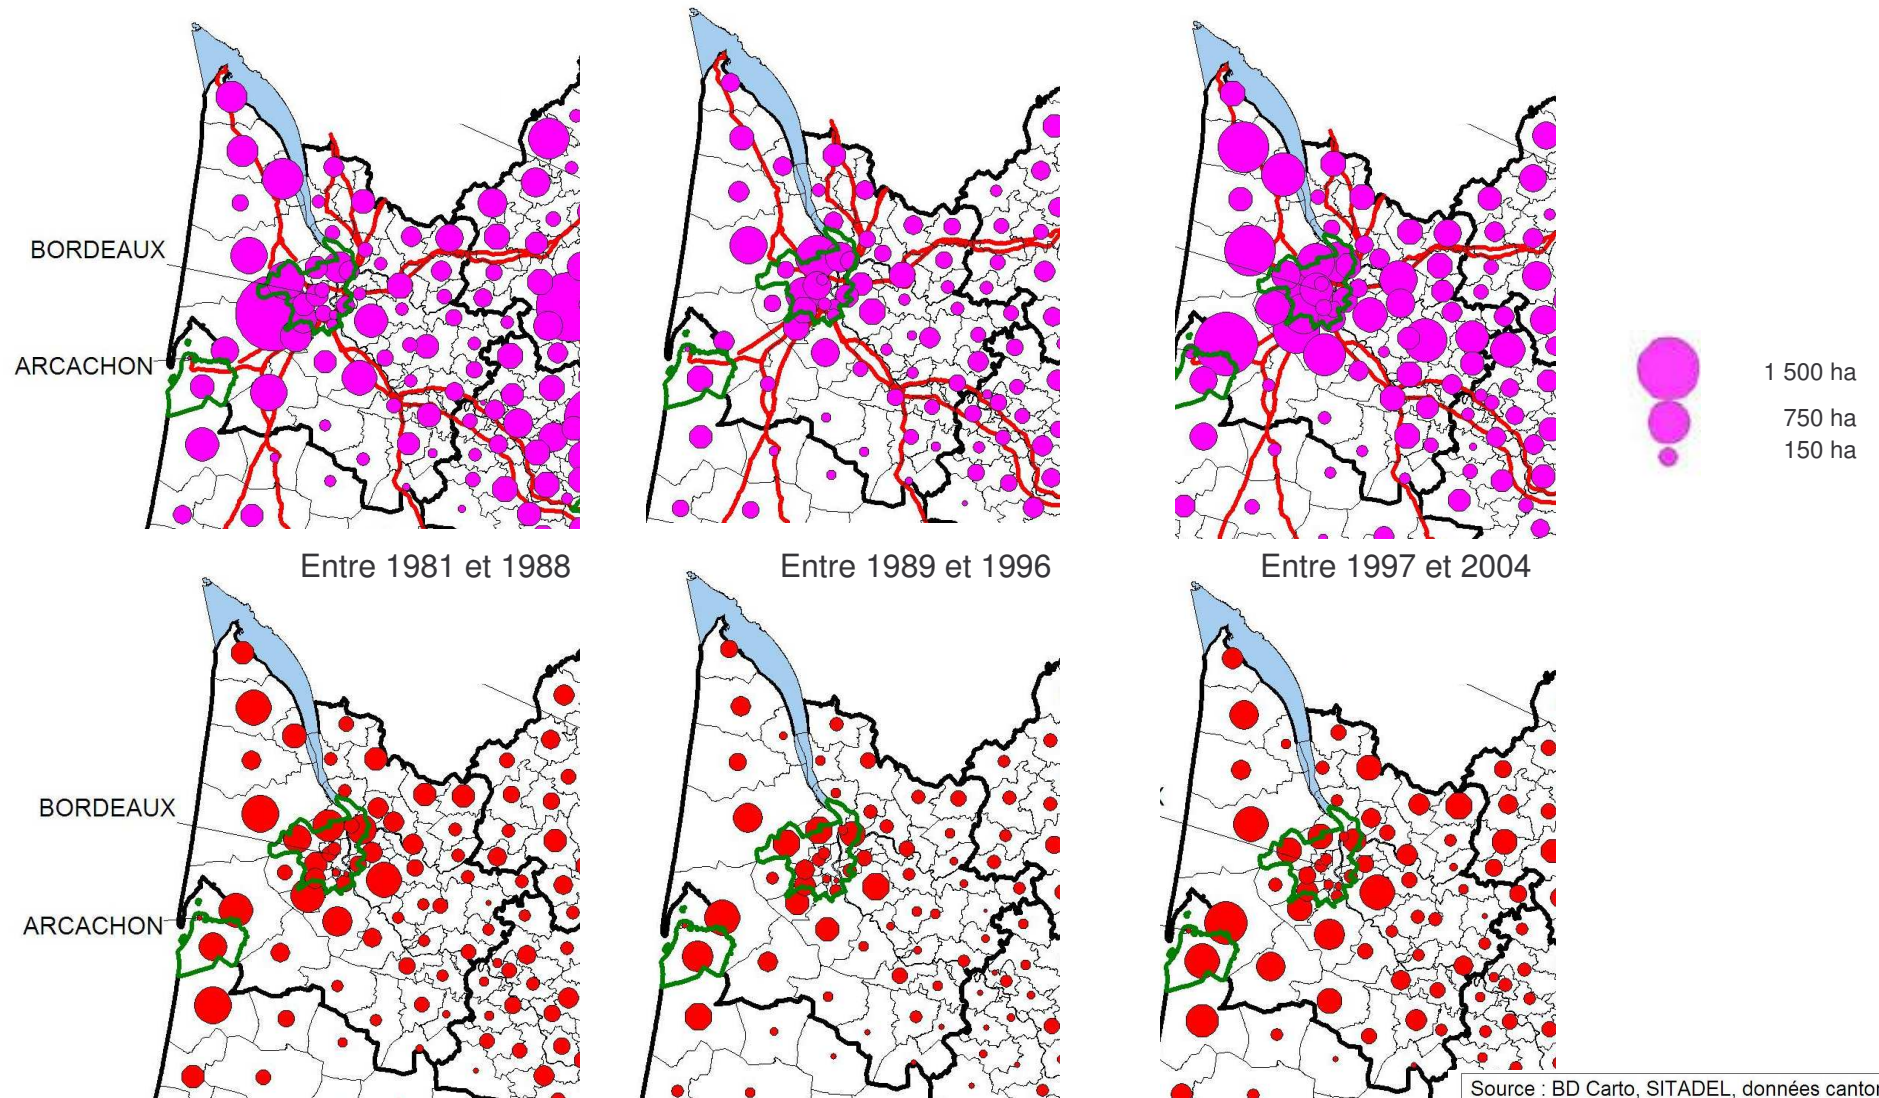 BORDEAUX
ARCACHON
1 500 ha
750 ha
150 ha
Entre 1981 et 1988
Entre 1989 et 1996
Entre 1997 et 2004
BORDEAUX
ARCACHON
Source : BD Carto, SITADEL, données